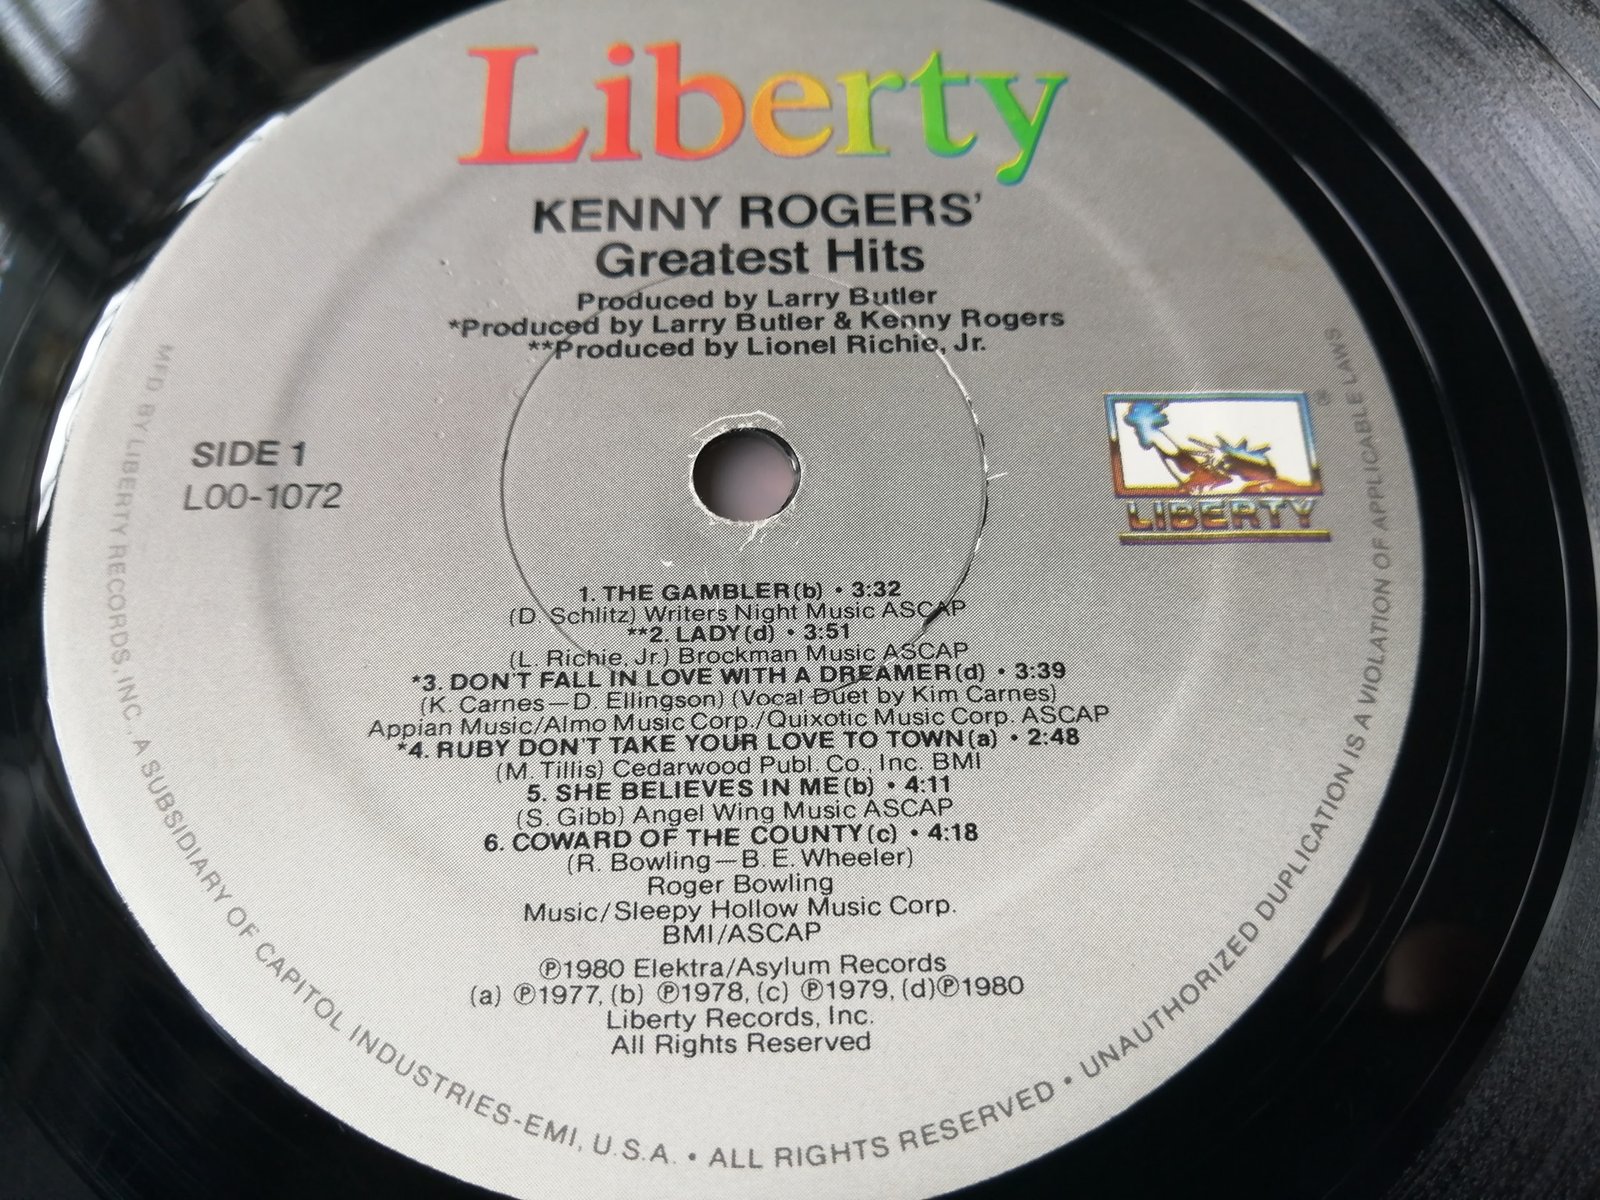 Liberty
KENNY ROGERS'
Greatest Hits
Produced by Larry Butler
*Produced by Larry Butler & Kenny Rogers
**Produced by Lionel Richie, Jr.
SIDE 1
LOO-1072
LIBERTY
1. THE GAMBLER(b) • 3:32
(D. Schlitz) Writers Night Music ASCAP
**2. LADY(d) • 3:51
(L. Richie, Jr.) Brockman Music ASCAP
*3. DON'T FALL IN LOVE WITH A DREAMER(d) • 3:39
(K. Carnes—D. Ellingson) (Vocal Duet by Kim Carnes)
Appian Music/Almo Music Corp./Quixotic Music Corp. ASCAP
*4. RUBY DON'T TAKE YOUR LOVE TO TOWN(a) • 2:48
(M. Tillis) Cedarwood Publ. Co., Inc. BMI
5. SHE BELIEVES IN ME(b) • 4:11
(S. Gibb) Angel Wing Music ASCAP
6. COWARD OF THE COUNTY(c) • 4:18
(R. Bowling—B. E. Wheeler)
Roger Bowling
Music/Sleepy Hollow Music Corp.
BMI/ASCAP
℗1980 Elektra/Asylum Records
(a) ℗1977, (b) ℗1978, (c) ℗1979, (d)℗1980
Liberty Records, Inc.
All Rights Reserved
MFD. BY LIBERTY RECORDS, INC., A SUBSIDIARY OF CAPITOL INDUSTRIES-EMI, U.S.A. • ALL RIGHTS RESERVED • UNAUTHORIZED DUPLICATION IS A VIOLATION OF APPLICABLE LAWS